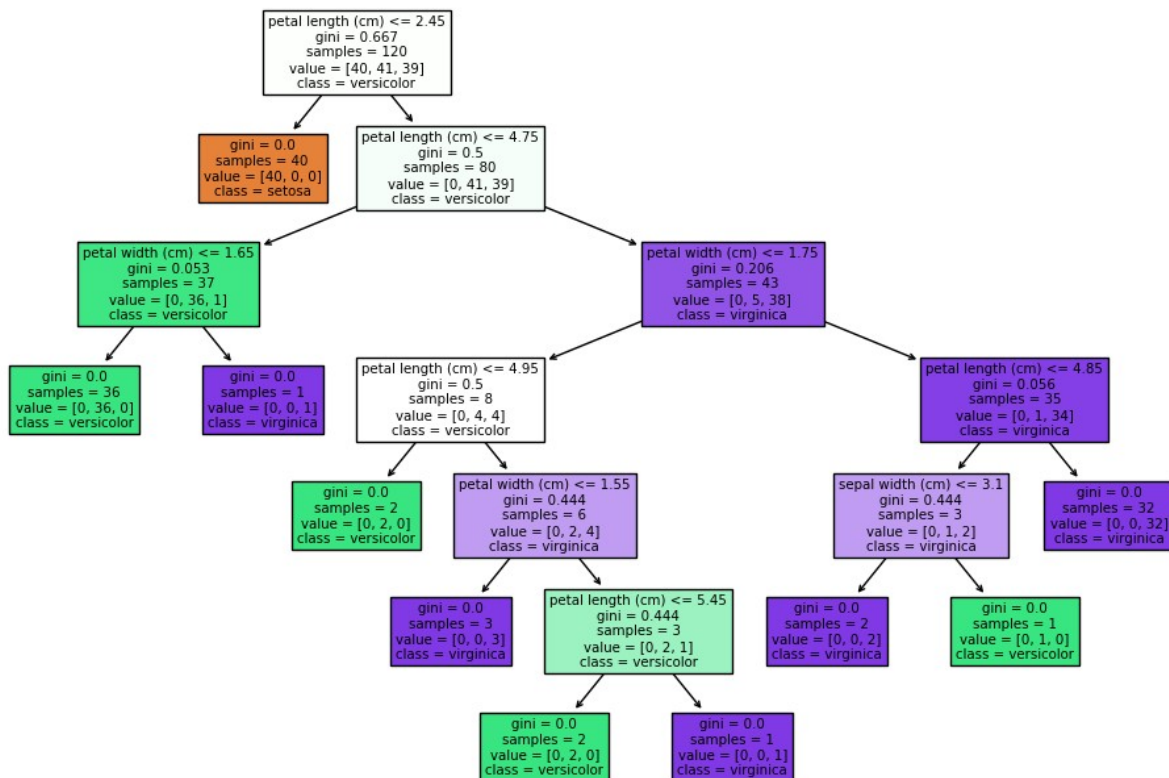 petal length (cm) <= 2.45
gini = 0.667
samples = 120
value = [40, 41, 39]
class = versicolor
gini = 0.0
samples = 40
value = [40, 0, 0]
class = setosa
petal length (cm) <= 4.75
gini = 0.5
samples = 80
value = [0, 41, 39]
class = versicolor
petal width (cm) <= 1.65
gini = 0.053
samples = 37
value = [0, 36, 1]
class = versicolor
petal width (cm) <= 1.75
gini = 0.206
samples = 43
value = [0, 5, 38]
class = virginica
gini = 0.0
samples = 36
value = [0, 36, 0]
class = versicolor
gini = 0.0
samples = 1
value = [0, 0, 1]
class = virginica
petal length (cm) <= 4.95
gini = 0.5
samples = 8
value = [0, 4, 4]
class = versicolor
petal length (cm) <= 4.85
gini = 0.056
samples = 35
value = [0, 1, 34]
class = virginica
gini = 0.0
samples = 2
value = [0, 2, 0]
class = versicolor
petal width (cm) <= 1.55
gini = 0.444
samples = 6
value = [0, 2, 4]
class = virginica
sepal width (cm) <= 3.1
gini = 0.444
samples = 3
value = [0, 1, 2]
class = virginica
gini = 0.0
samples = 32
value = [0, 0, 32]
class = virginica
gini = 0.0
samples = 3
value = [0, 0, 3]
class = virginica
petal length (cm) <= 5.45
gini = 0.444
samples = 3
value = [0, 2, 1]
class = versicolor
gini = 0.0
samples = 2
value = [0, 0, 2]
class = virginica
gini = 0.0
samples = 1
value = [0, 1, 0]
class = versicolor
gini = 0.0
samples = 2
value = [0, 2, 0]
class = versicolor
gini = 0.0
samples = 1
value = [0, 0, 1]
class = virginica